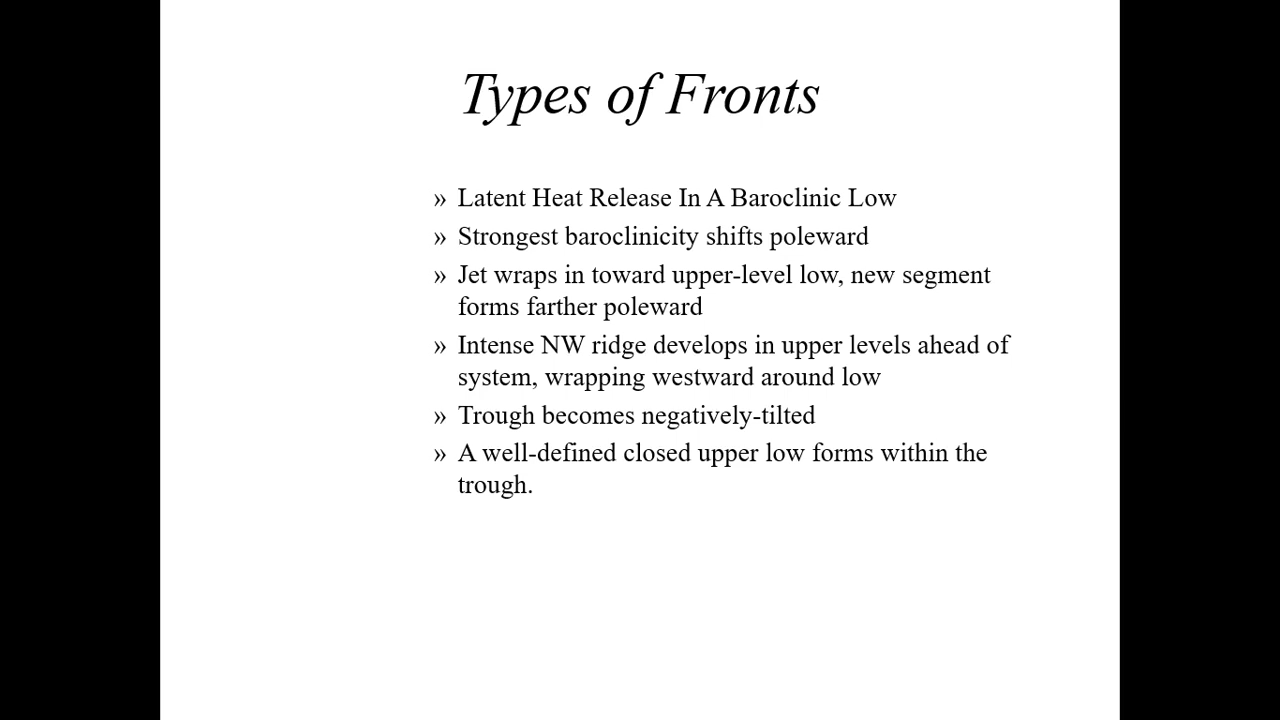 Types of Fronts
» Latent Heat Release In A Baroclinic Low
» Strongest baroclinicity shifts poleward
» Jet wraps in toward upper-level low, new segment
forms farther poleward
» Intense NW ridge develops in upper levels ahead of
system, wrapping westward around low
» Trough becomes negatively-tilted
» A well-defined closed upper low forms within the
trough.